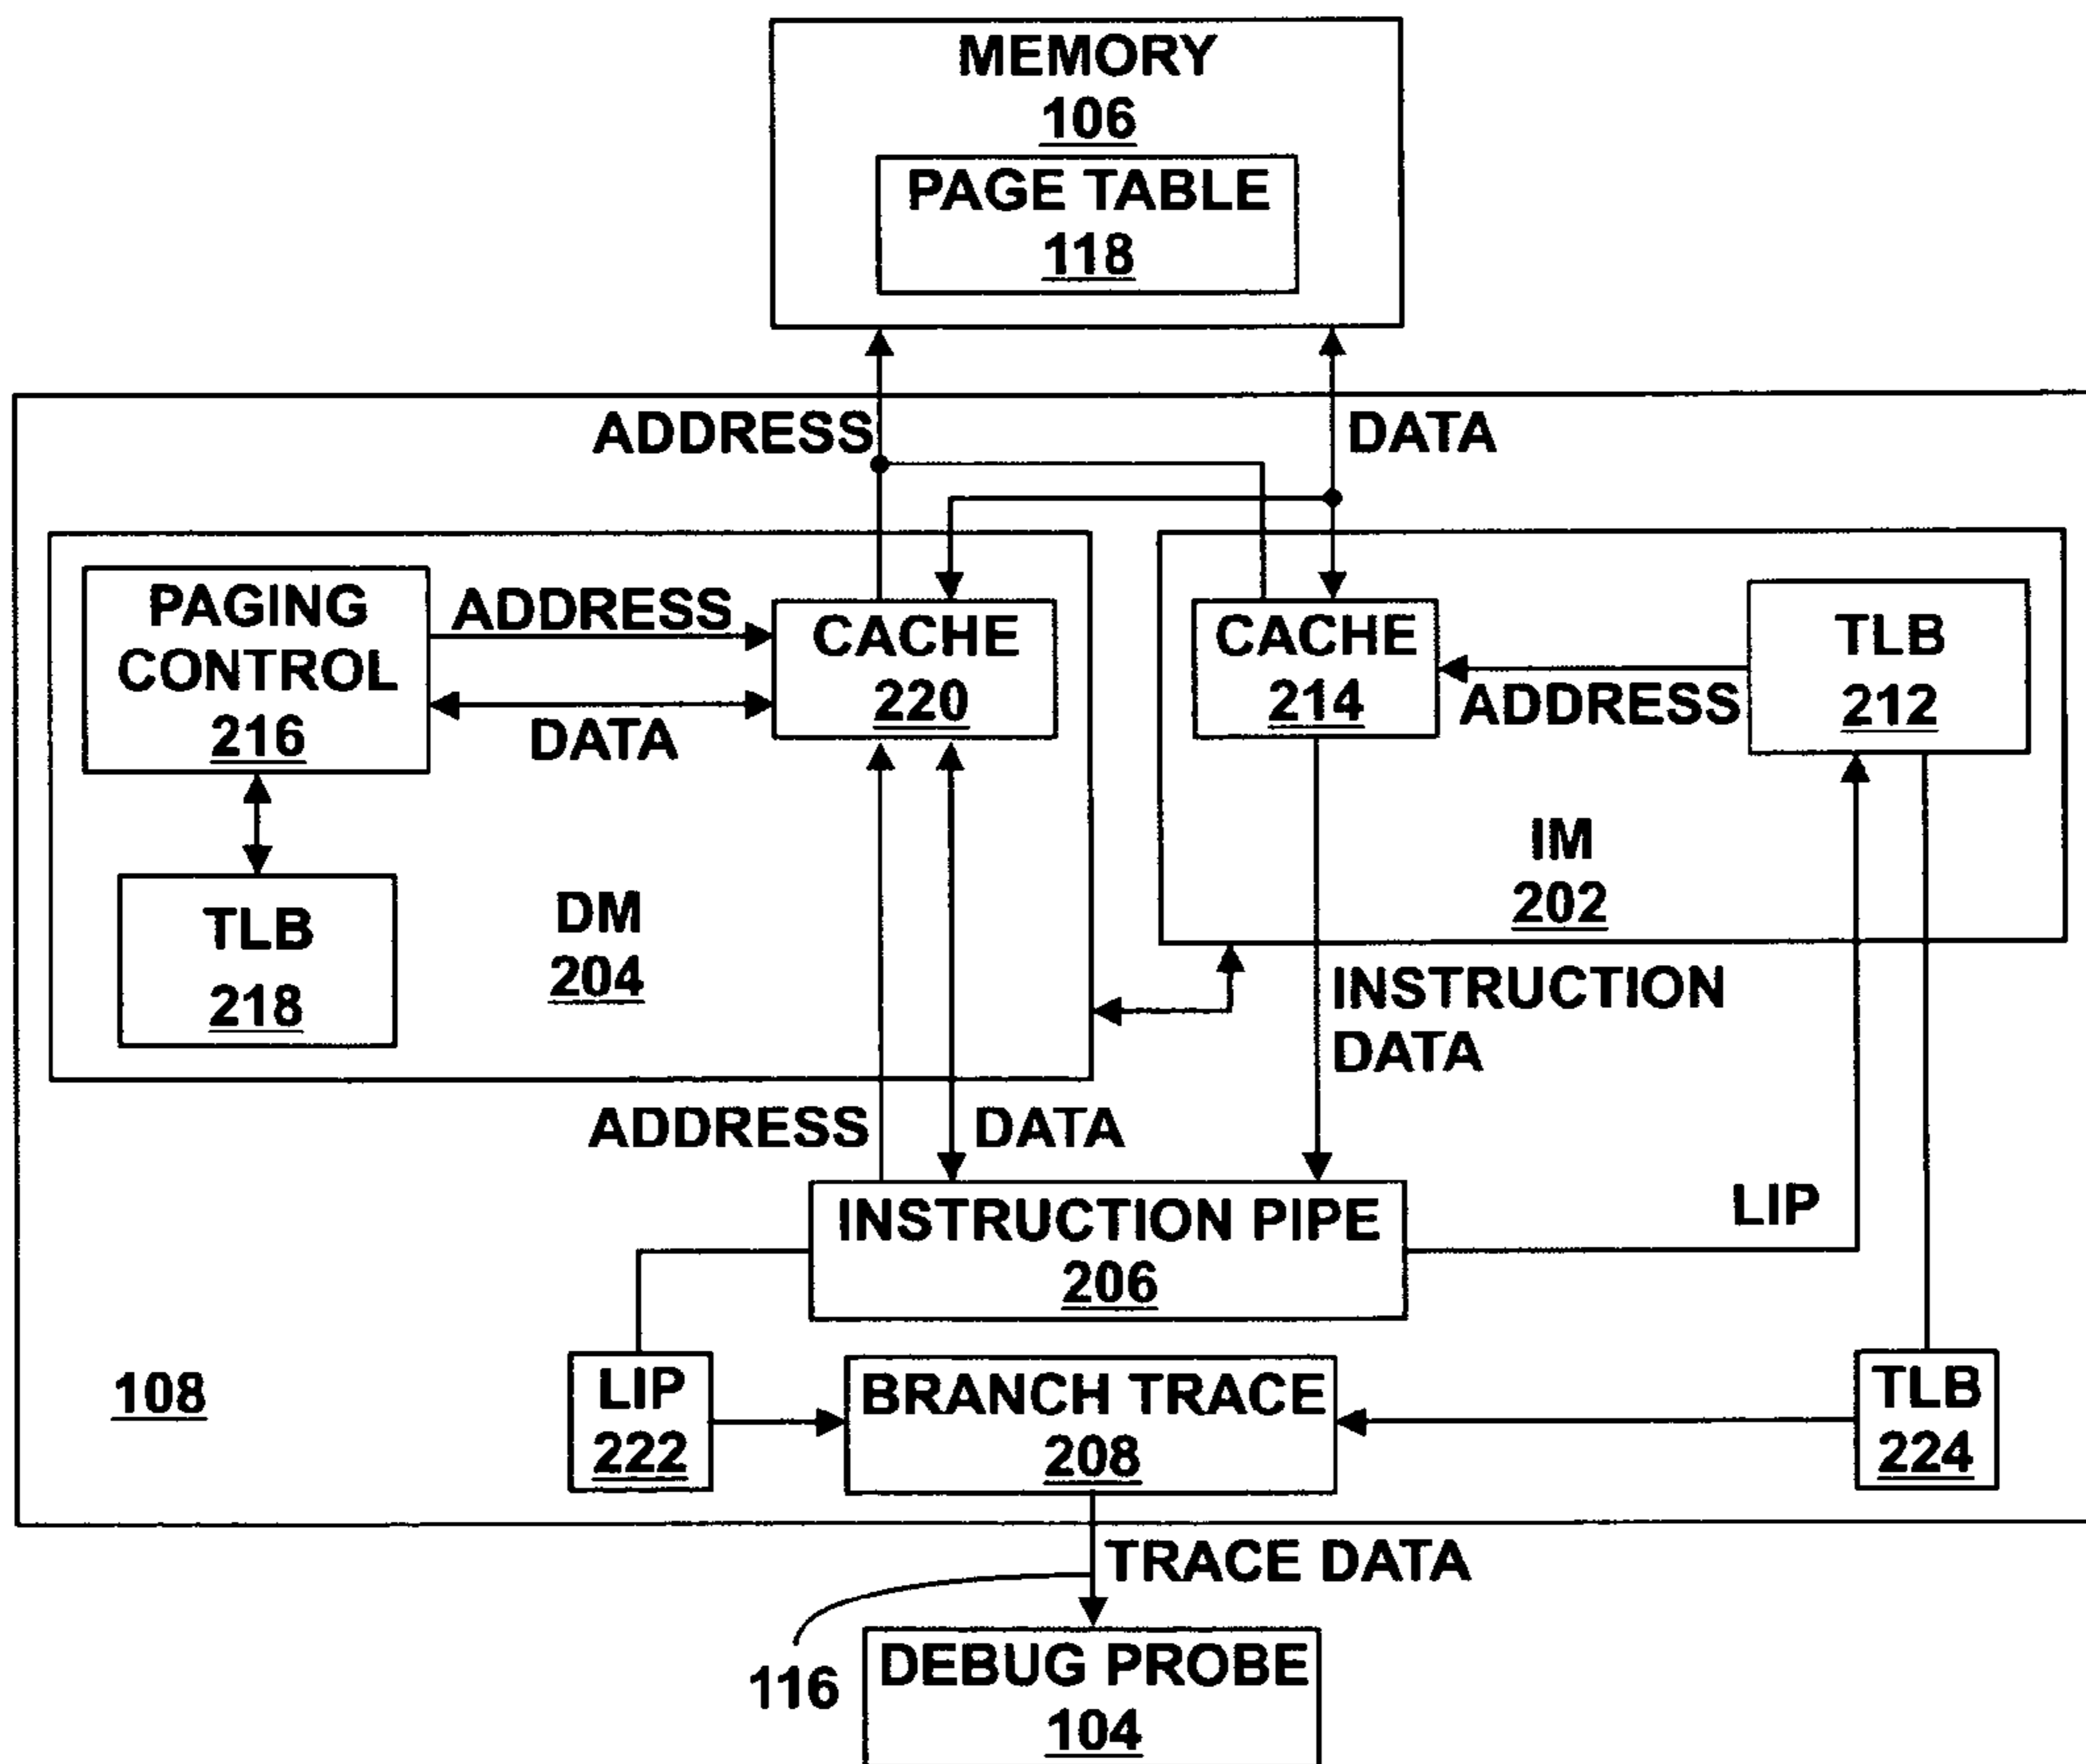 MEMORY
106
PAGE TABLE
118
ADDRESS
DATA
PAGING
CONTROL
216
ADDRESS
DATA
CACHE
220
CACHE
214
ADDRESS
TLB
212
TLB
218
DM
204
IM
202
INSTRUCTION
DATA
ADDRESS
DATA
INSTRUCTION PIPE
206
LIP
108
LIP
222
BRANCH TRACE
208
TLB
224
TRACE DATA
116
DEBUG PROBE
104